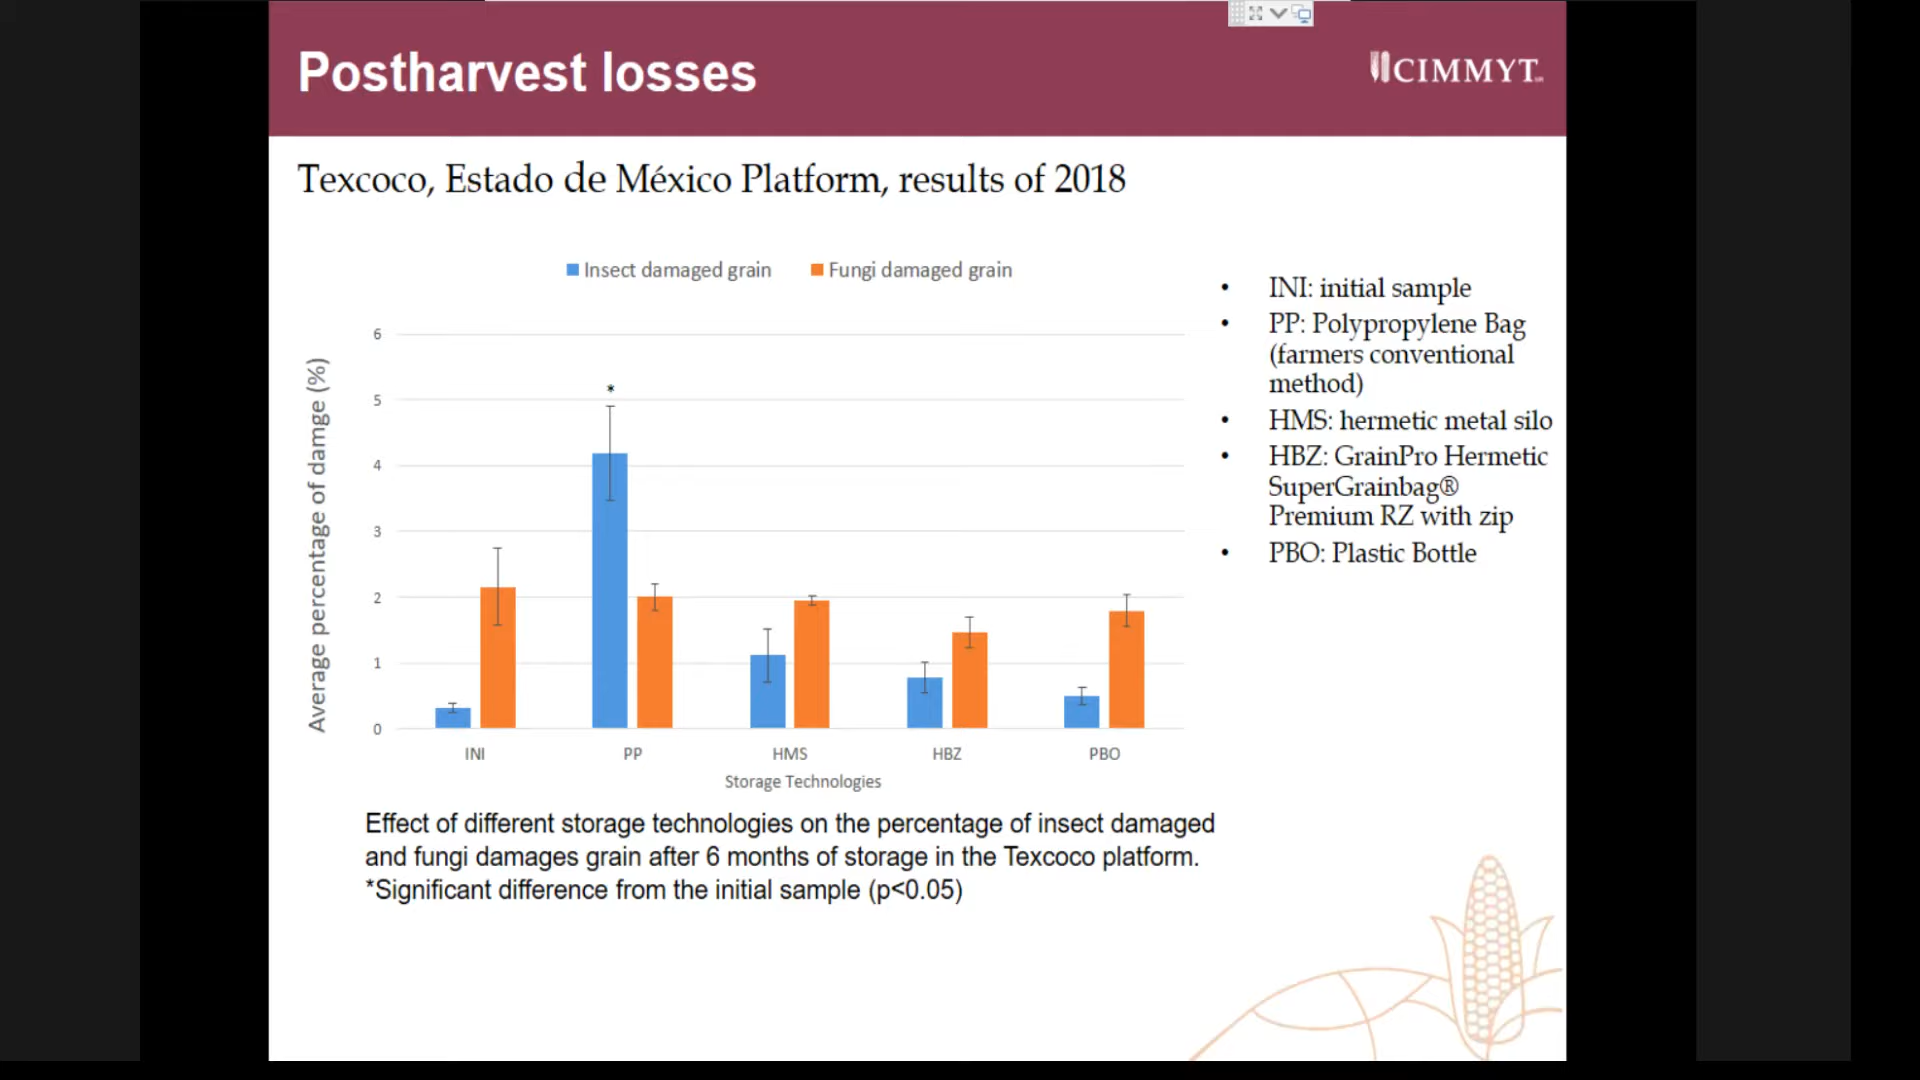 Postharvest losses
CIMMYT
Texcoco, Estado de México Platform, results of 2018
Insect damaged grain
Fungi damaged grain
Average percentage of damge (%)
6
5
4
3
2
1
0
*
INI
PP
HMS
HBZ
PBO
Storage Technologies
• INI: initial sample
• PP: Polypropylene Bag
(farmers conventional
method)
• HMS: hermetic metal silo
• HBZ: GrainPro Hermetic
SuperGrainbag®
Premium RZ with zip
• PBO: Plastic Bottle
Effect of different storage technologies on the percentage of insect damaged
and fungi damages grain after 6 months of storage in the Texcoco platform.
*Significant difference from the initial sample (p<0.05)